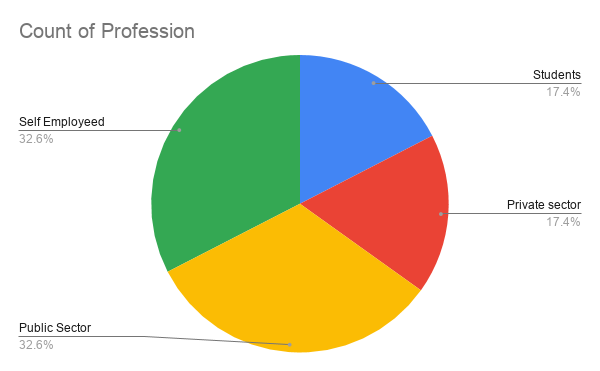 Count of Profession
Students
17.4%
Self Employeed
32.6%
Private sector
17.4%
Public Sector
32.6%